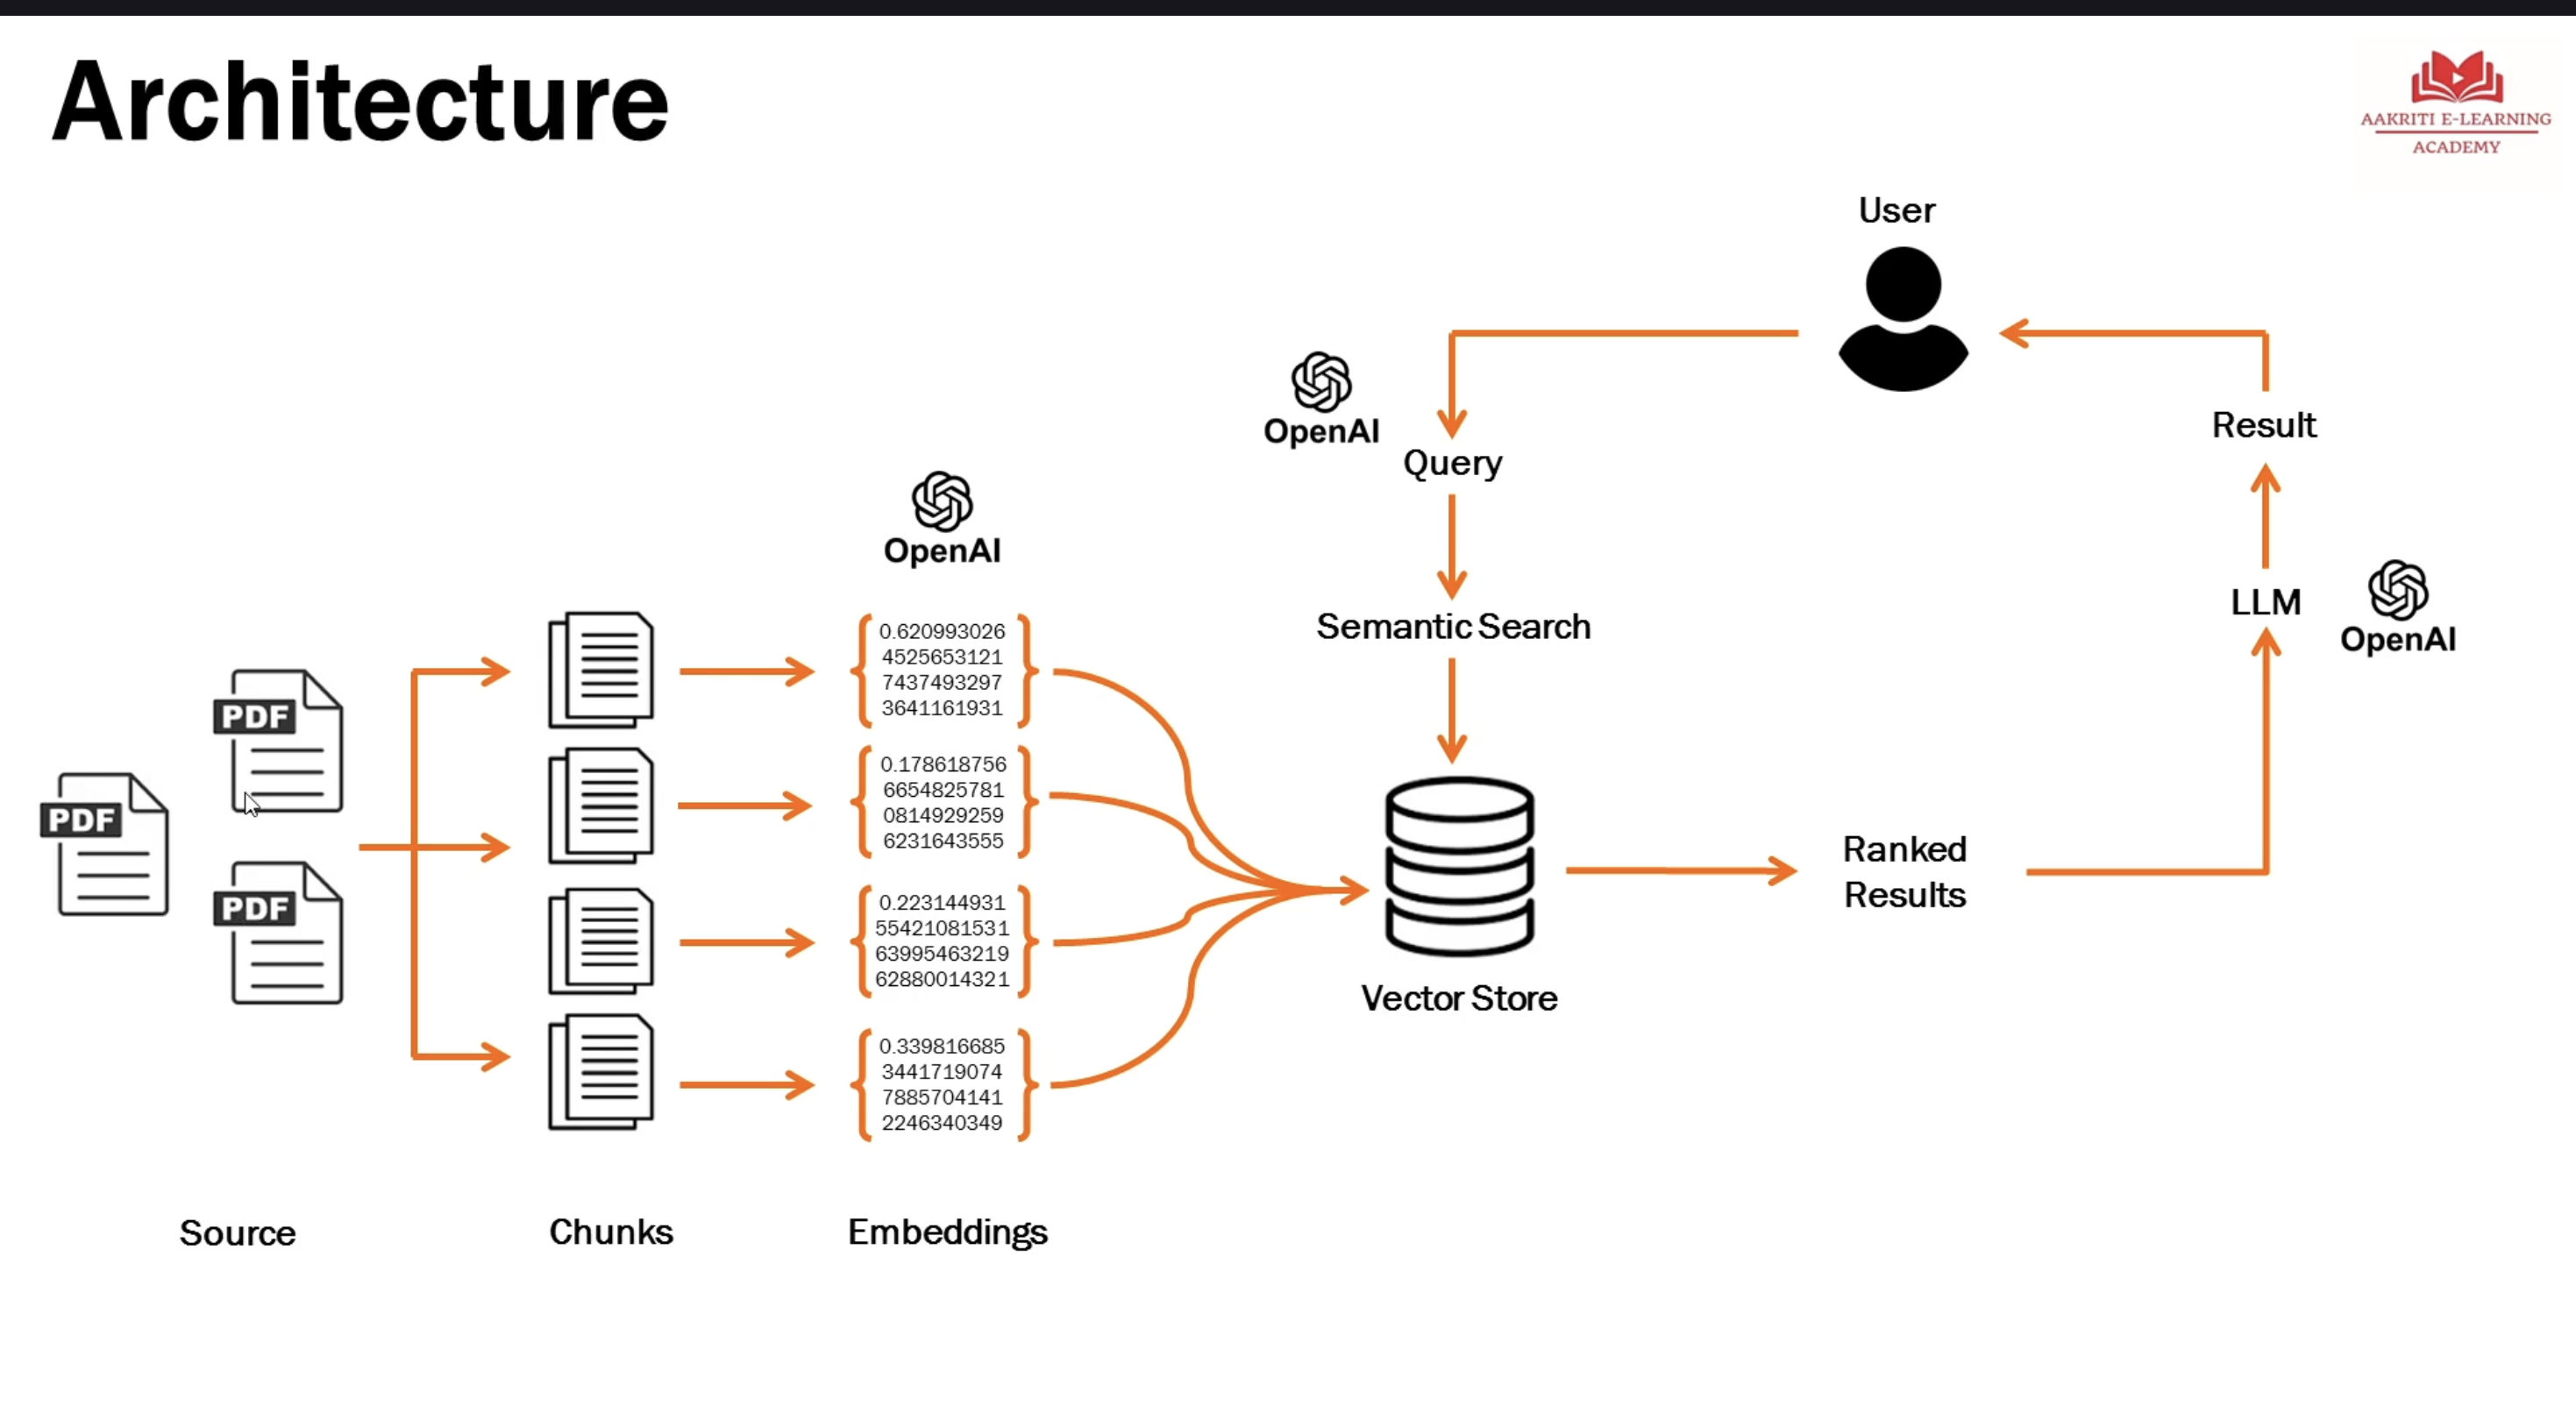 Architecture
AAKRITI E-LEARNING
ACADEMY
User
OpenAI
Query
Result
OpenAI
Semantic Search
LLM
OpenAI
PDF
PDF
PDF
0.620993026
4525653121
7437493297
3641161931
0.178618756
6654825781
0814929259
6231643555
0.223144931
55421081531
63995463219
62880014321
0.339816685
3441719074
7885704141
2246340349
Vector Store
Ranked
Results
Source
Chunks
Embeddings